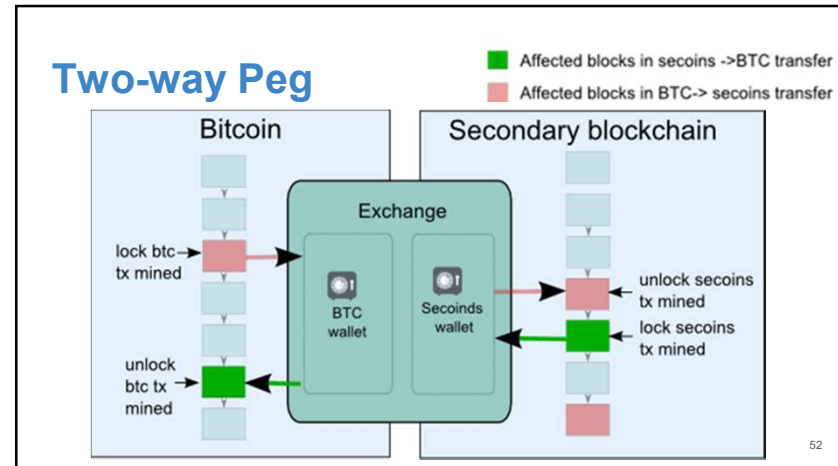 Two-way Peg
Affected blocks in secoins ->BTC transfer
Affected blocks in BTC-> secoins transfer
Bitcoin
Secondary blockchain
Exchange
lock btc
tx mined
BTC
wallet
Secoinds
wallet
unlock secoins
tx mined
lock secoins
tx mined
unlock
btc tx
mined
52